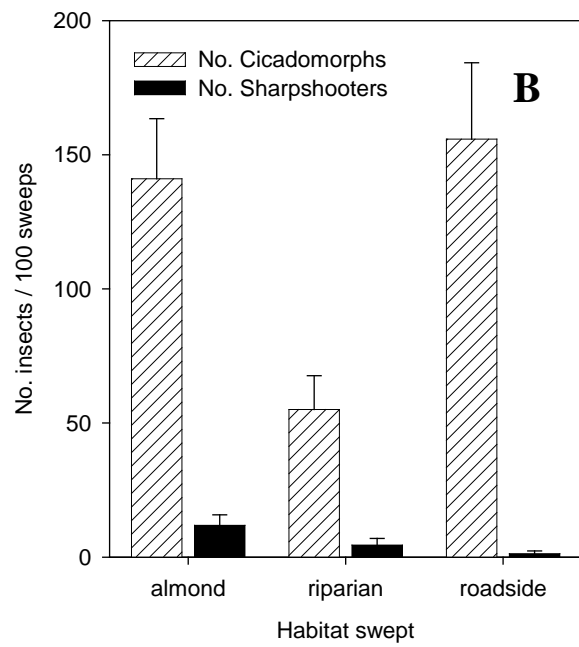 200
No. Cicadomorphs
No. Sharpshooters
B
150
100
50
0
No. insects / 100 sweeps
almond riparian roadside
Habitat swept